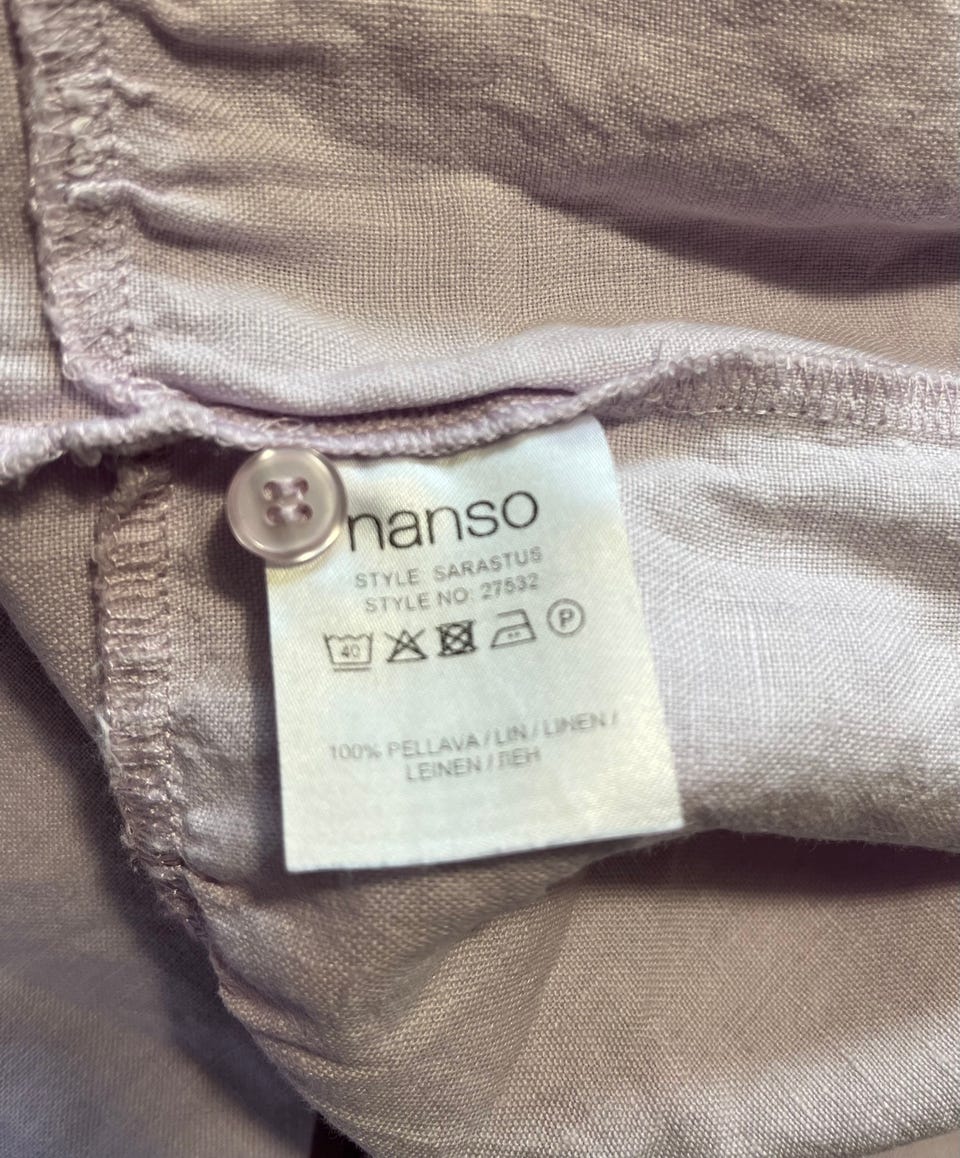 nanso
STYLE SARASTUS
STYLE NO: 27532
40 P
100% PELLAVA / LIN / LINEN /
LEINEN / ЛЕН